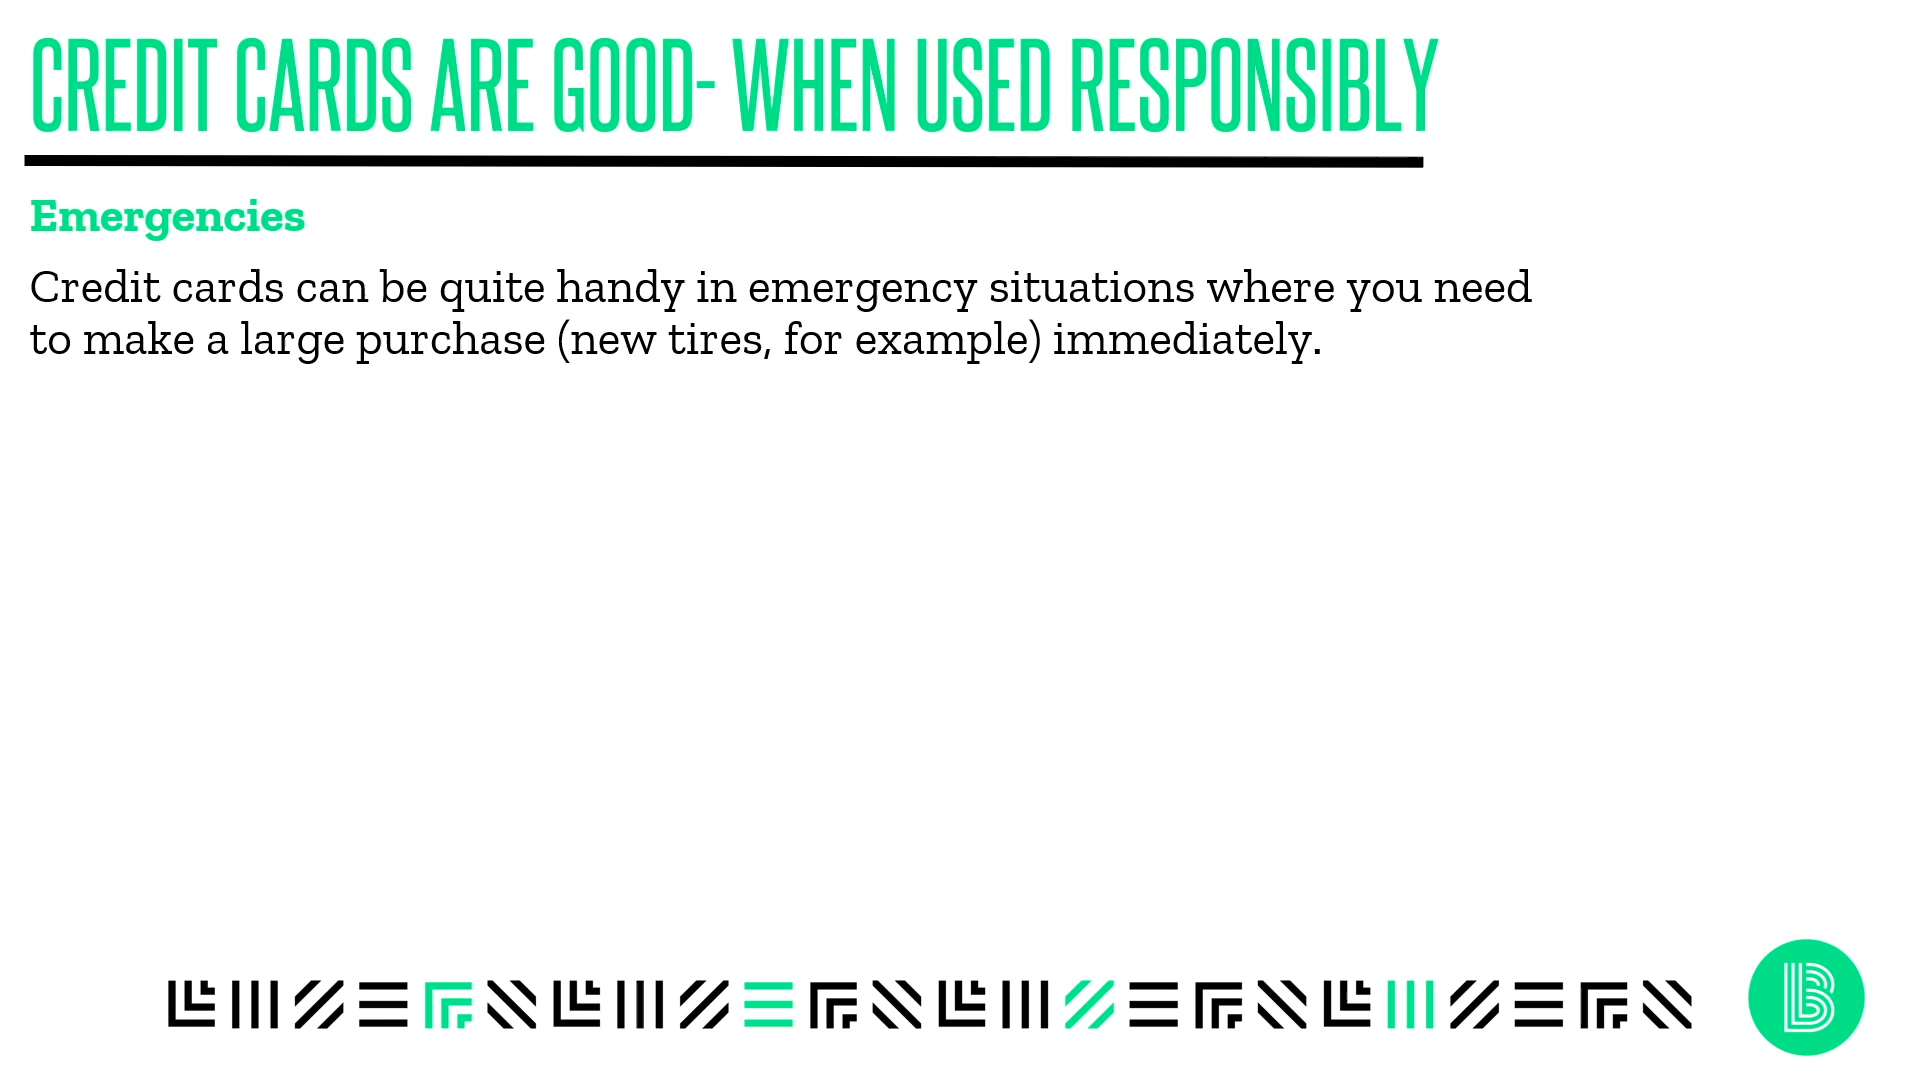 CREDIT CARDS ARE GOOD- WHEN USED RESPONSIBLY
Emergencies
Credit cards can be quite handy in emergency situations where you need
to make a large purchase (new tires, for example) immediately.
B